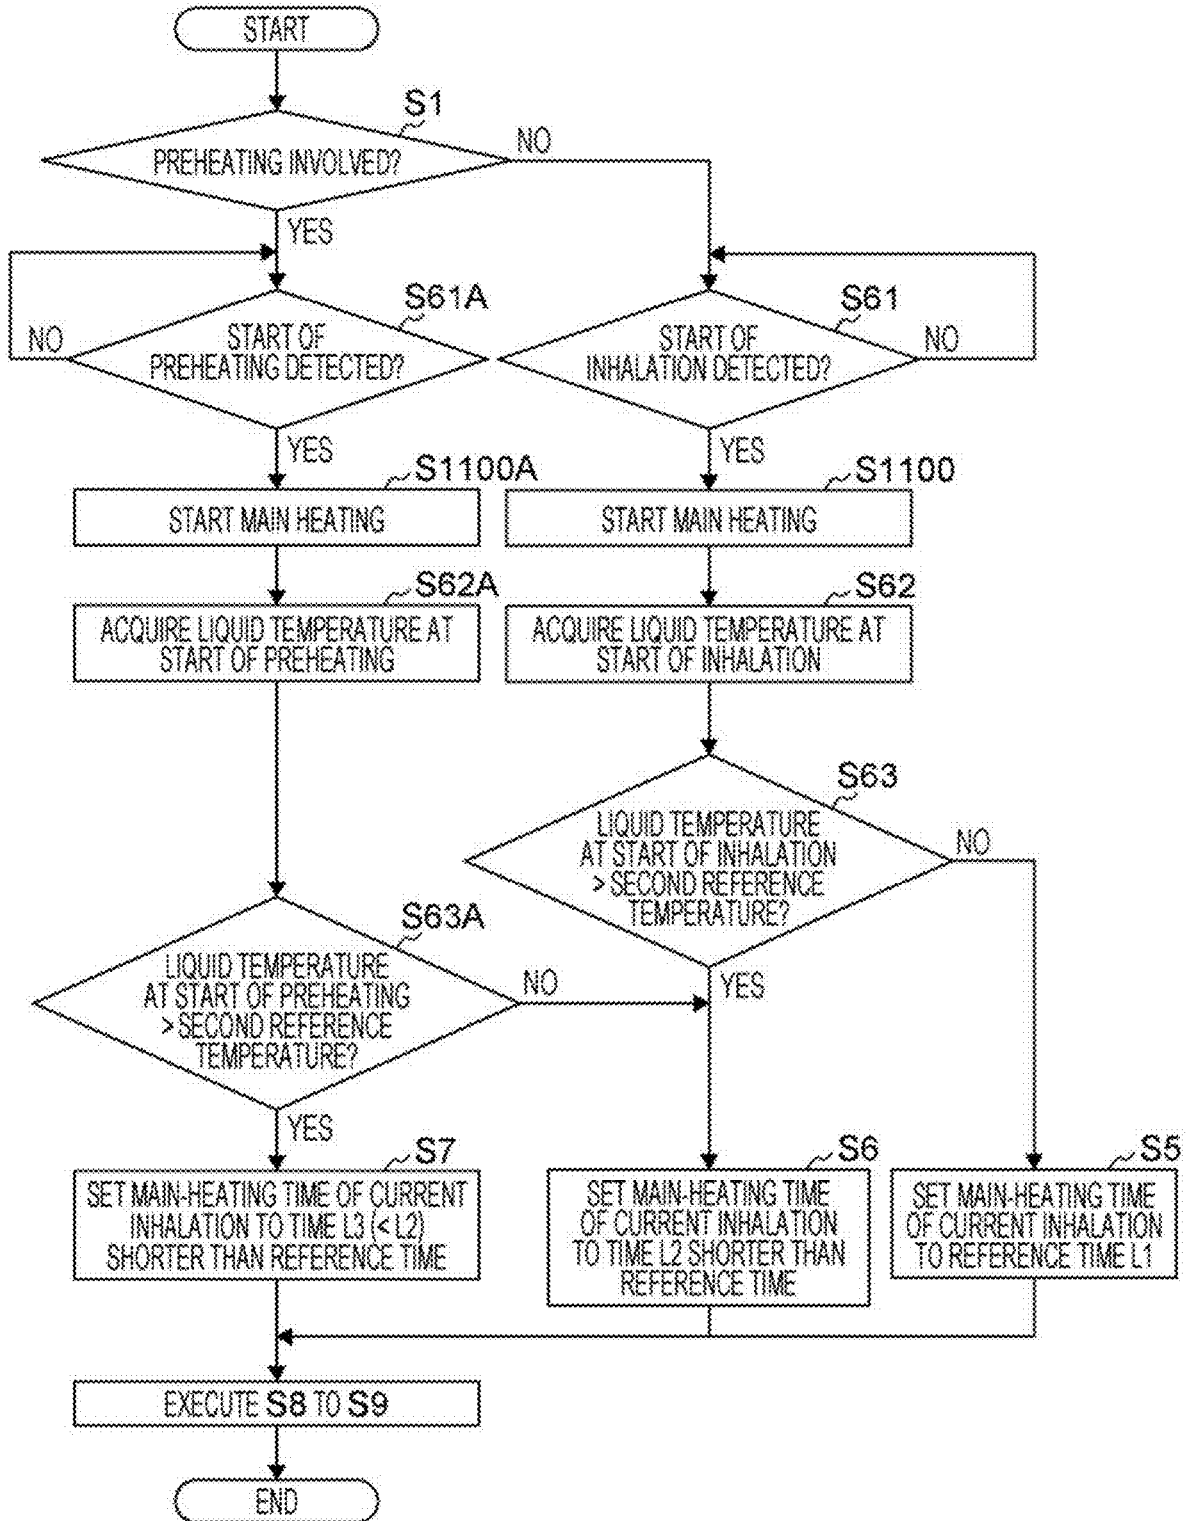 START
S1
PREHEATING INVOLVED?
NO
YES
S61A
START OF
PREHEATING DETECTED?
NO
YES
S61
START OF
INHALATION DETECTED?
NO
YES
S1100A
START MAIN HEATING
S1100
START MAIN HEATING
S62A
ACQUIRE LIQUID TEMPERATURE AT
START OF PREHEATING
S62
ACQUIRE LIQUID TEMPERATURE AT
START OF INHALATION
S63
LIQUID TEMPERATURE
AT START OF INHALATION
> SECOND REFERENCE
TEMPERATURE?
NO
YES
S63A
LIQUID TEMPERATURE
AT START OF PREHEATING
> SECOND REFERENCE
TEMPERATURE?
NO
YES
S7
SET MAIN-HEATING TIME OF CURRENT
INHALATION TO TIME L3 (< L2)
SHORTER THAN REFERENCE TIME
S6
SET MAIN-HEATING TIME
OF CURRENT INHALATION
TO TIME L2 SHORTER THAN
REFERENCE TIME
S5
SET MAIN-HEATING TIME
OF CURRENT INHALATION
TO REFERENCE TIME L1
EXECUTE S8 TO S9
END